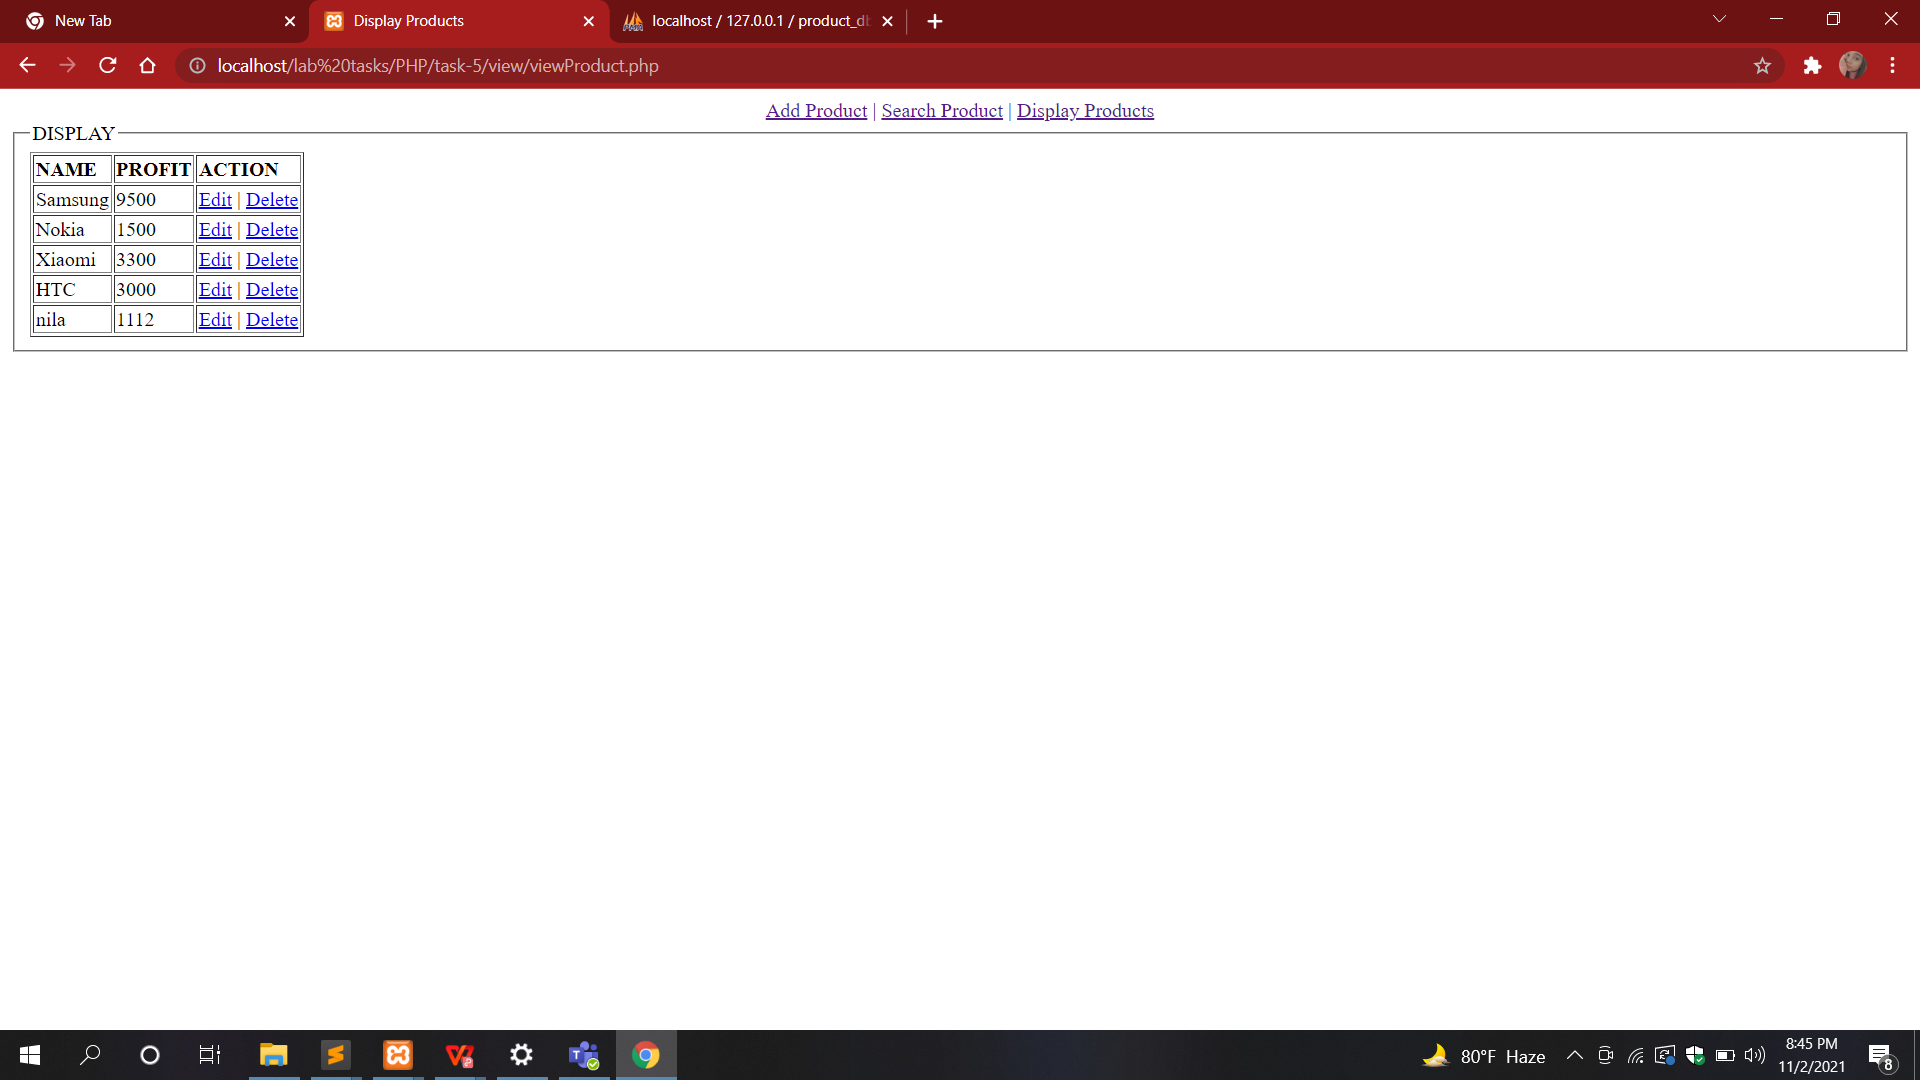 New Tab
Display Products
localhost / 127.0.0.1 / product_db
localhost/lab%20tasks/PHP/task-5/view/viewProduct.php
Add Product | Search Product | Display Products
DISPLAY
NAME PROFIT ACTION
Samsung 9500 Edit | Delete
Nokia 1500 Edit | Delete
Xiaomi 3300 Edit | Delete
HTC 3000 Edit | Delete
nila 1112 Edit | Delete
80°F Haze
8:45 PM
11/2/2021
8